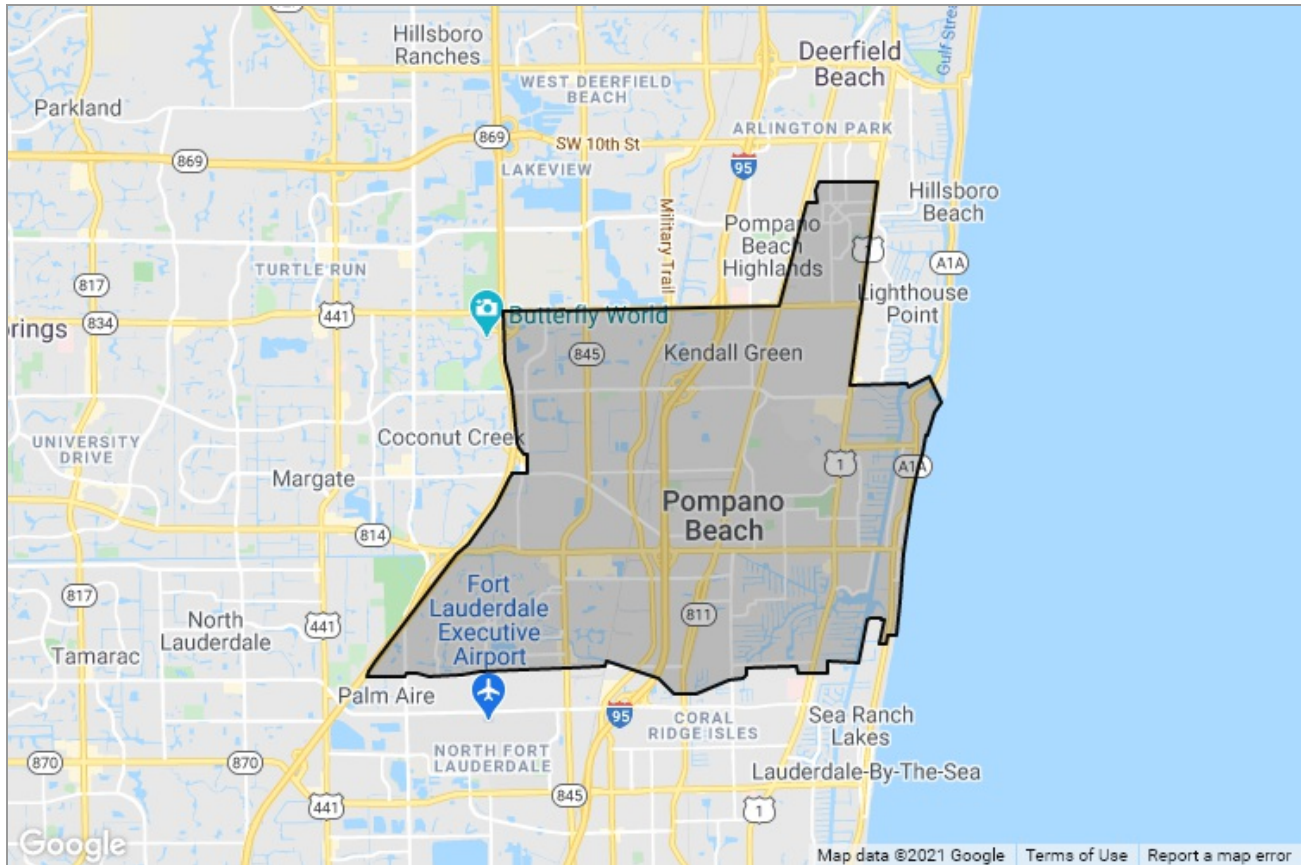 Hillsboro
Ranches
Deerfield
Beach
Gulf Strea
WEST DEERFIELD
BEACH
Parkland
869
SW 10th St
ARLINGTON PARK
869
LAKEVIEW
95
Hillsboro
Beach
Military Trail
Pompano
Beach
Highlands
1
A1A
TURTLE RUN
817
441
Butterfly World
Lighthouse
Point
prings
834
845
Kendall Green
UNIVERSITY
DRIVE
Coconut Creek
Margate
1
A1A
Pompano
Beach
814
Fort
Lauderdale
Executive
Airport
817
North
Lauderdale
441
811
Tamarac
Palm Aire
95
CORAL
RIDGE ISLES
Sea Ranch
Lakes
870
870
NORTH FORT
LAUDERDALE
Lauderdale-By-The-Sea
441
845
1
Google
Map data ©2021 Google
Terms of Use
Report a map error